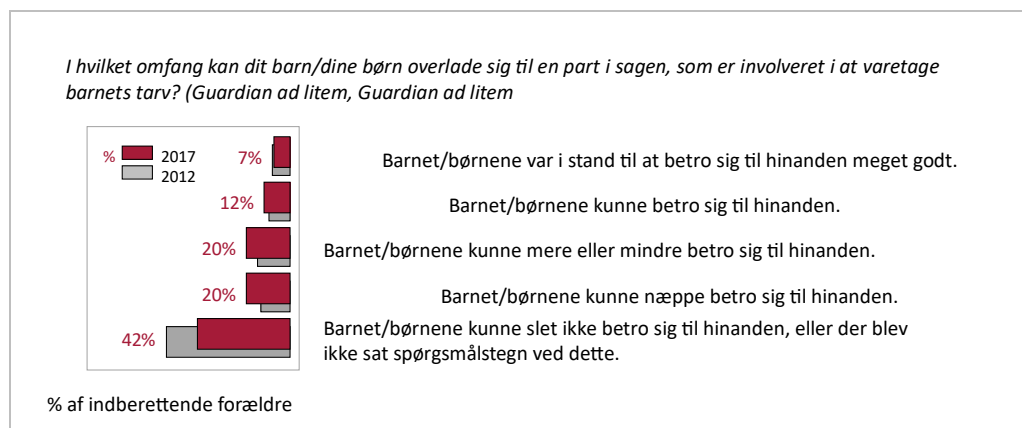 I hvilket omfang kan dit barn/dine børn overlade sig til en part i sagen, som er involveret i at varetage
barnets tarv? (Guardian ad litem, Guardian ad litem
% 2017
2012
7% Barnet/børnene var i stand til at betro sig til hinanden meget godt.
12% Barnet/børnene kunne betro sig til hinanden.
20% Barnet/børnene kunne mere eller mindre betro sig til hinanden.
20% Barnet/børnene kunne næppe betro sig til hinanden.
42% Barnet/børnene kunne slet ikke betro sig til hinanden, eller der blev
ikke sat spørgsmålstegn ved dette.
% af indberettende forældre